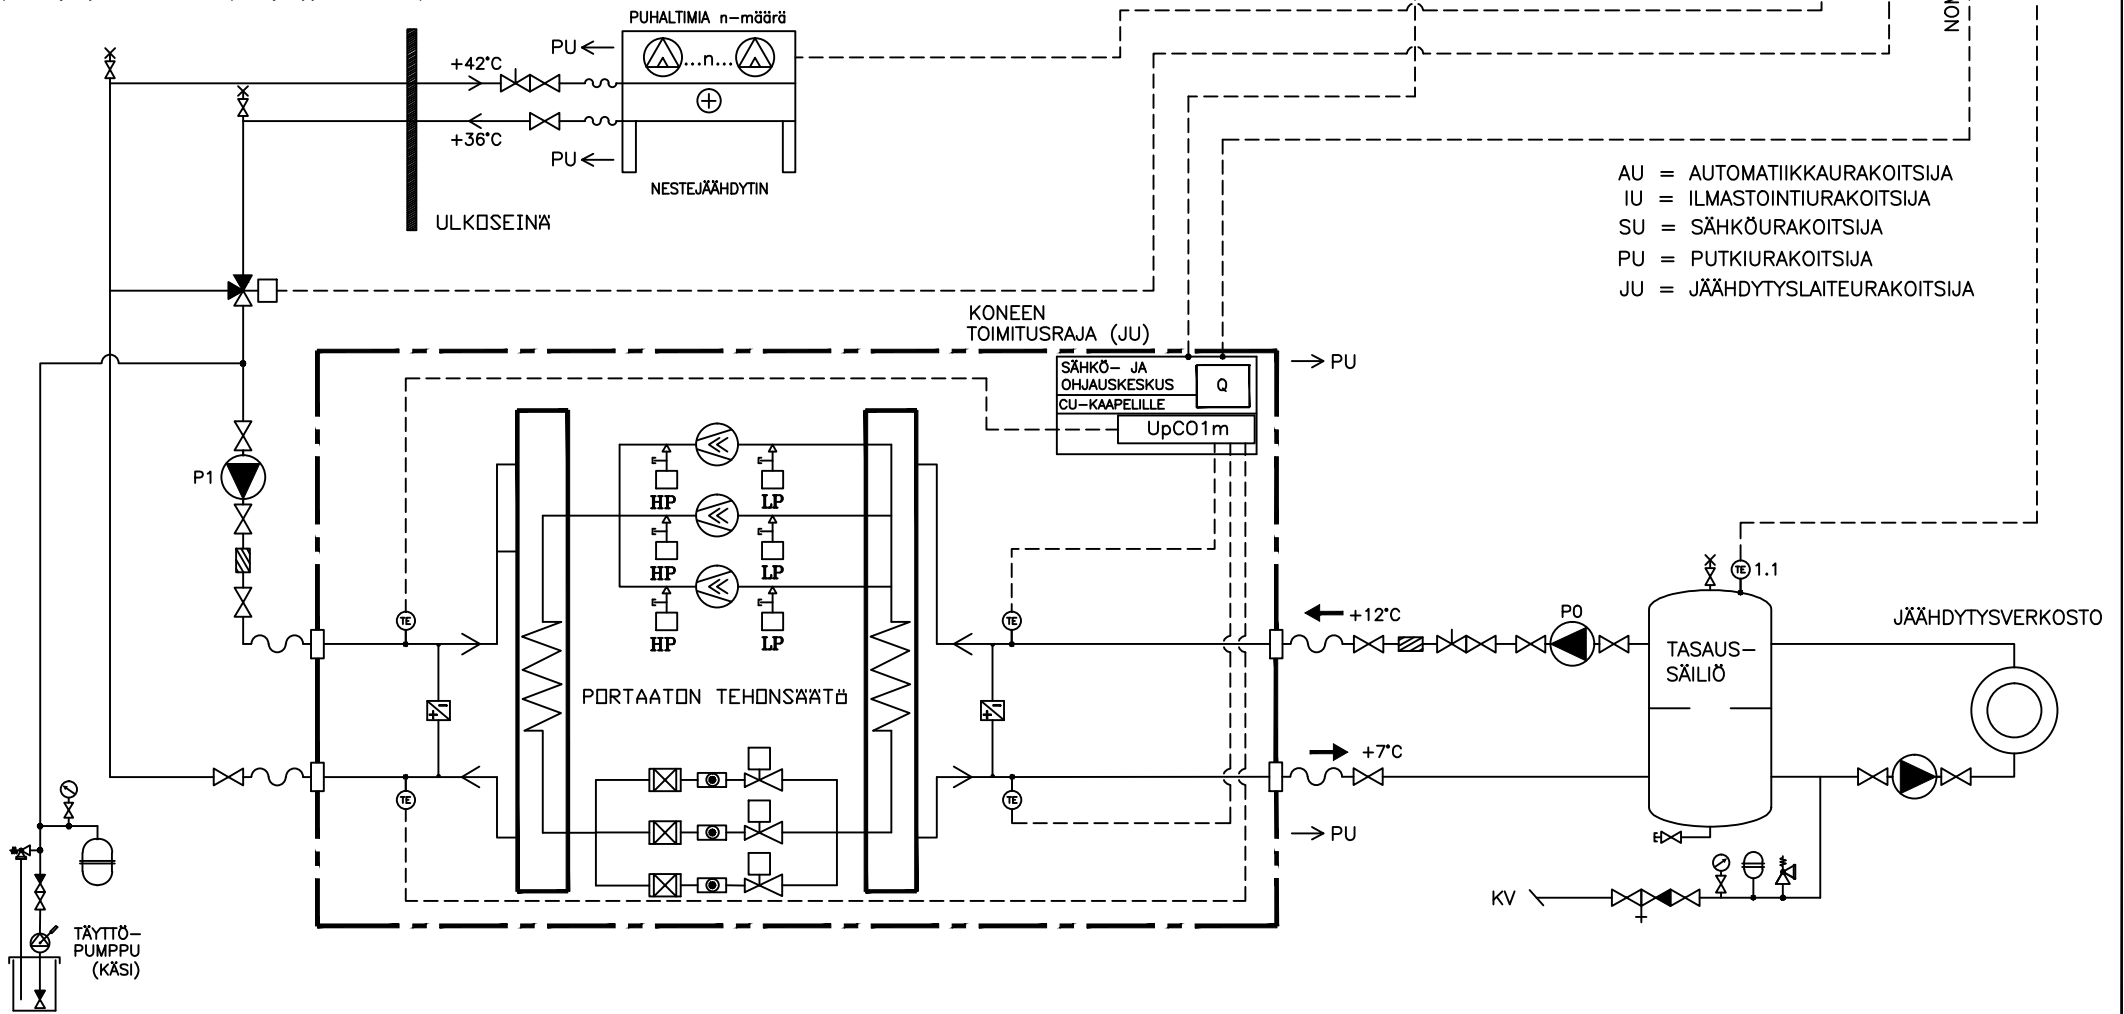 PUHALTIMIA n-määrä
PU
+42°C
...n...
+36°C
PU
NESTEJÄÄHDYTIN
ULKOSEINÄ
AU = AUTOMATIIKKAURAKOITSIJA
IU = ILMASTOINTIURAKOITSIJA
SU = SÄHKÖURAKOITSIJA
PU = PUTKIURAKOITSIJA
JU = JÄÄHDYTYSLAITEURAKOITSIJA
KONEEN
TOIMITUSRAJA (JU)
PU
SÄHKÖ- JA
OHJAUSKESKUS
Q
CU-KAAPELILLE
UpCO1m
P1
HP
LP
HP
LP
HP
LP
TE
TE
PORTAATON TEHONSÄÄTÖ
TE
TE
+12°C
P0
TE 1.1
TASAUS-
SÄILIÖ
JÄÄHDYTYSVERKOSTO
+7°C
PU
KV
TÄYTTÖ-
PUMPPU
(KÄSI)